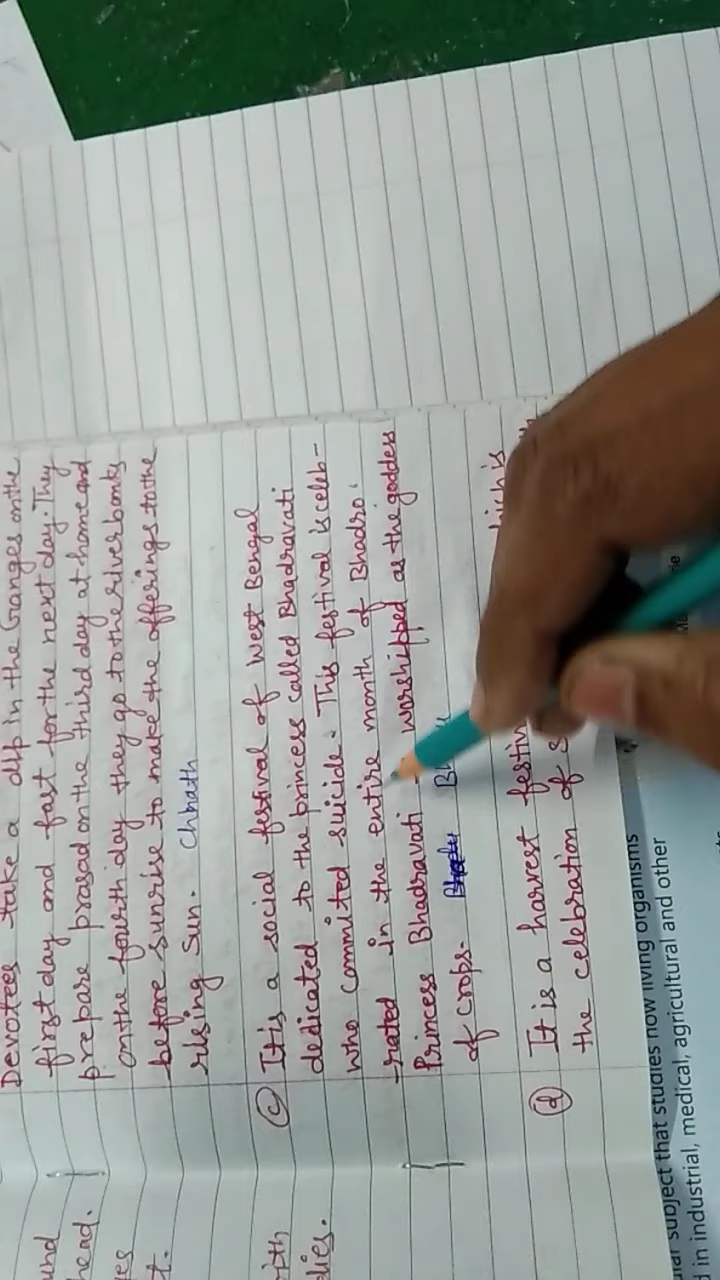 Devotees take a dip in the Ganges on the
first day and fast for the next day. They
prepare prasad on the third day at home and
on the fourth day they go to the riverbanks
before sunrise to make the offerings to the
rising sun. Chhath
(c) It is a social festival of West Bengal
dedicated to the princess called Bhadravati
who committed suicide. This festival is celeb-
-rated in the entire month of Bhadro.
Princess Bhadravati worshipped as the goddess
of crops.
(d) It is a harvest
the celebration of
head.
t.
dies.
subject that studies how living organisms
d in industrial, medical, agricultural and other